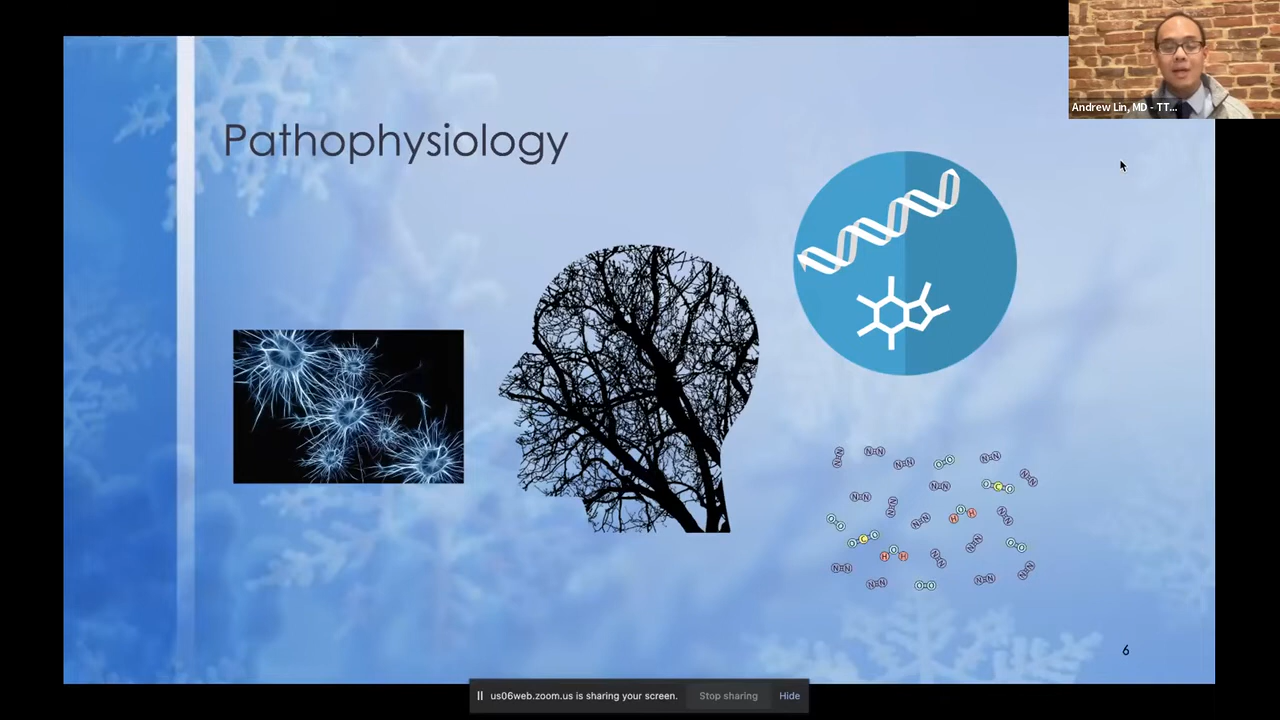 Andrew Lin, MD - TT...
Pathophysiology
6
us06web.zoom.us is sharing your screen.
Stop sharing
Hide